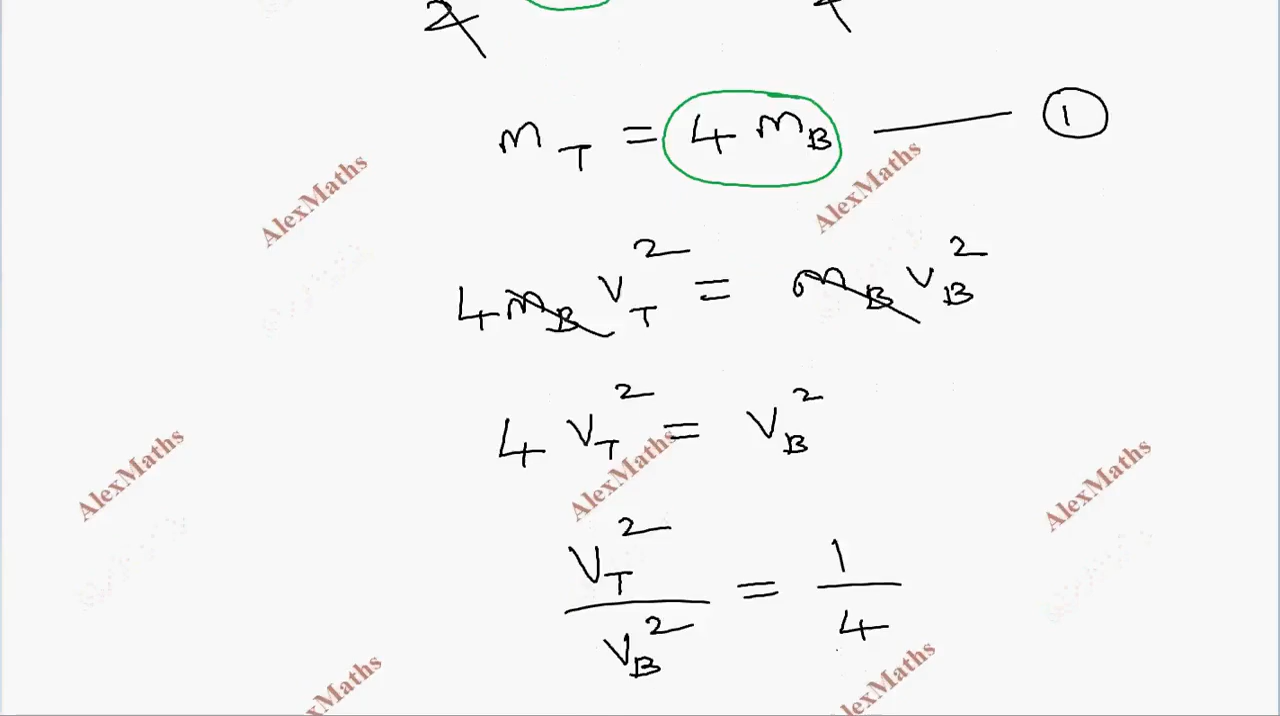 2
m_T = 4 m_B —— ①
4 m_B v_T² = m_B v_B²
4 v_T² = v_B²
v_T² / v_B² = 1 / 4
AlexMaths
AlexMaths
AlexMaths
AlexMaths
AlexMaths
AlexMaths
AlexMaths